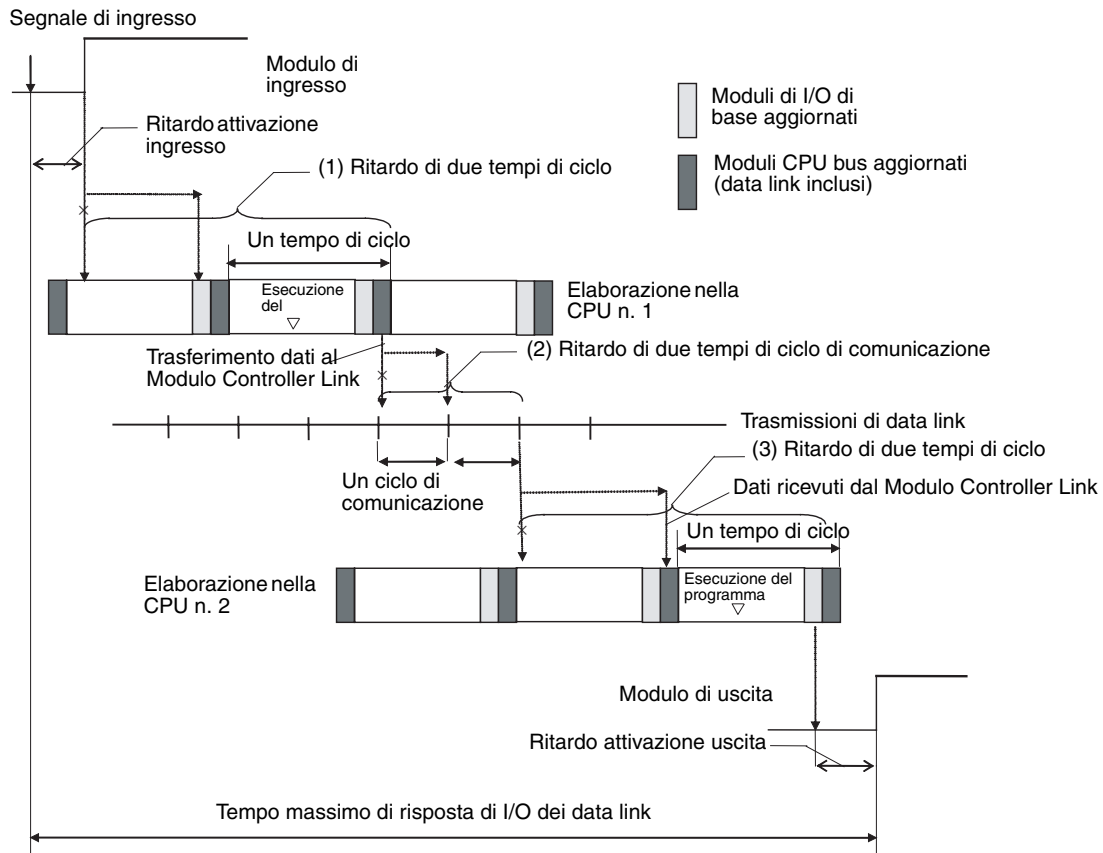 Segnale di ingresso
Modulo di
ingresso
Moduli di I/O di
base aggiornati
Ritardo attivazione
ingresso
Moduli CPU bus aggiornati
(data link inclusi)
(1) Ritardo di due tempi di ciclo
Un tempo di ciclo
Esecuzione
del
Elaborazione nella
CPU n. 1
Trasferimento dati al
Modulo Controller Link
(2) Ritardo di due tempi di ciclo di comunicazione
Trasmissioni di data link
(3) Ritardo di due tempi di ciclo
Un ciclo di
comunicazione
Dati ricevuti dal Modulo Controller Link
Un tempo di ciclo
Elaborazione nella
CPU n. 2
Esecuzione del
programma
Modulo di uscita
Ritardo attivazione uscita
Tempo massimo di risposta di I/O dei data link